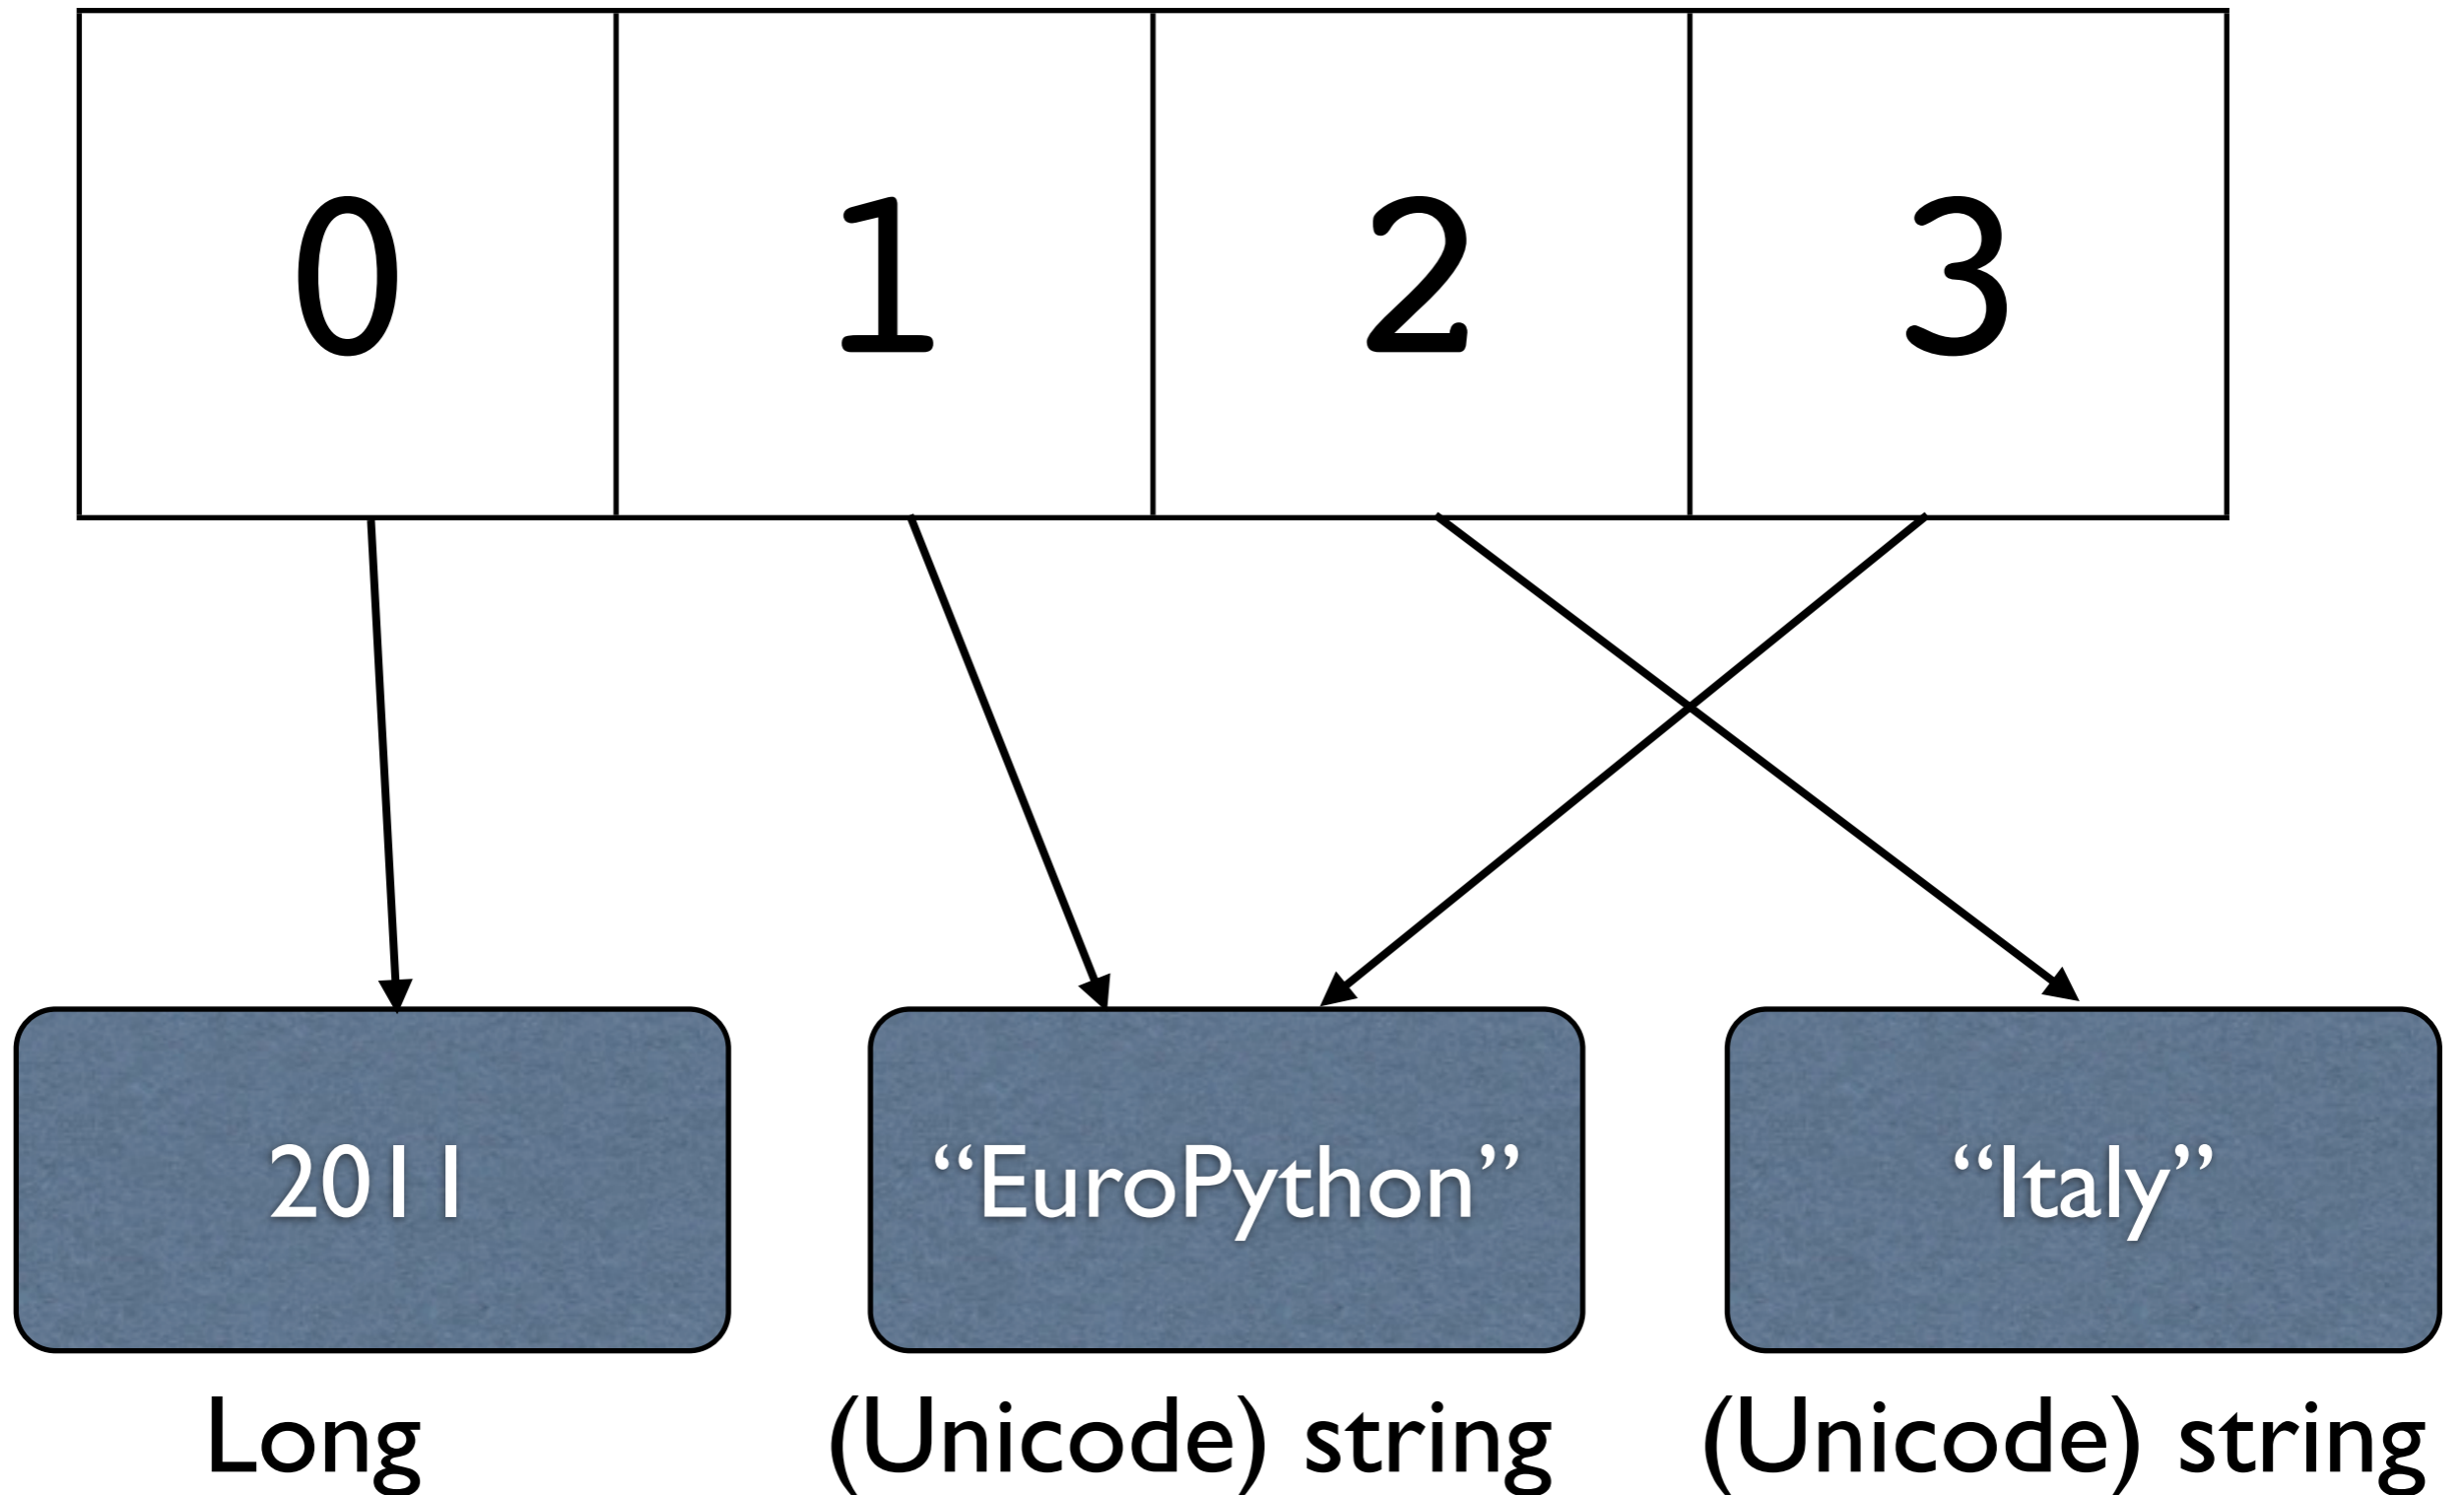 0 1 2 3
2011 “EuroPython” “Italy”
Long (Unicode) string (Unicode) string